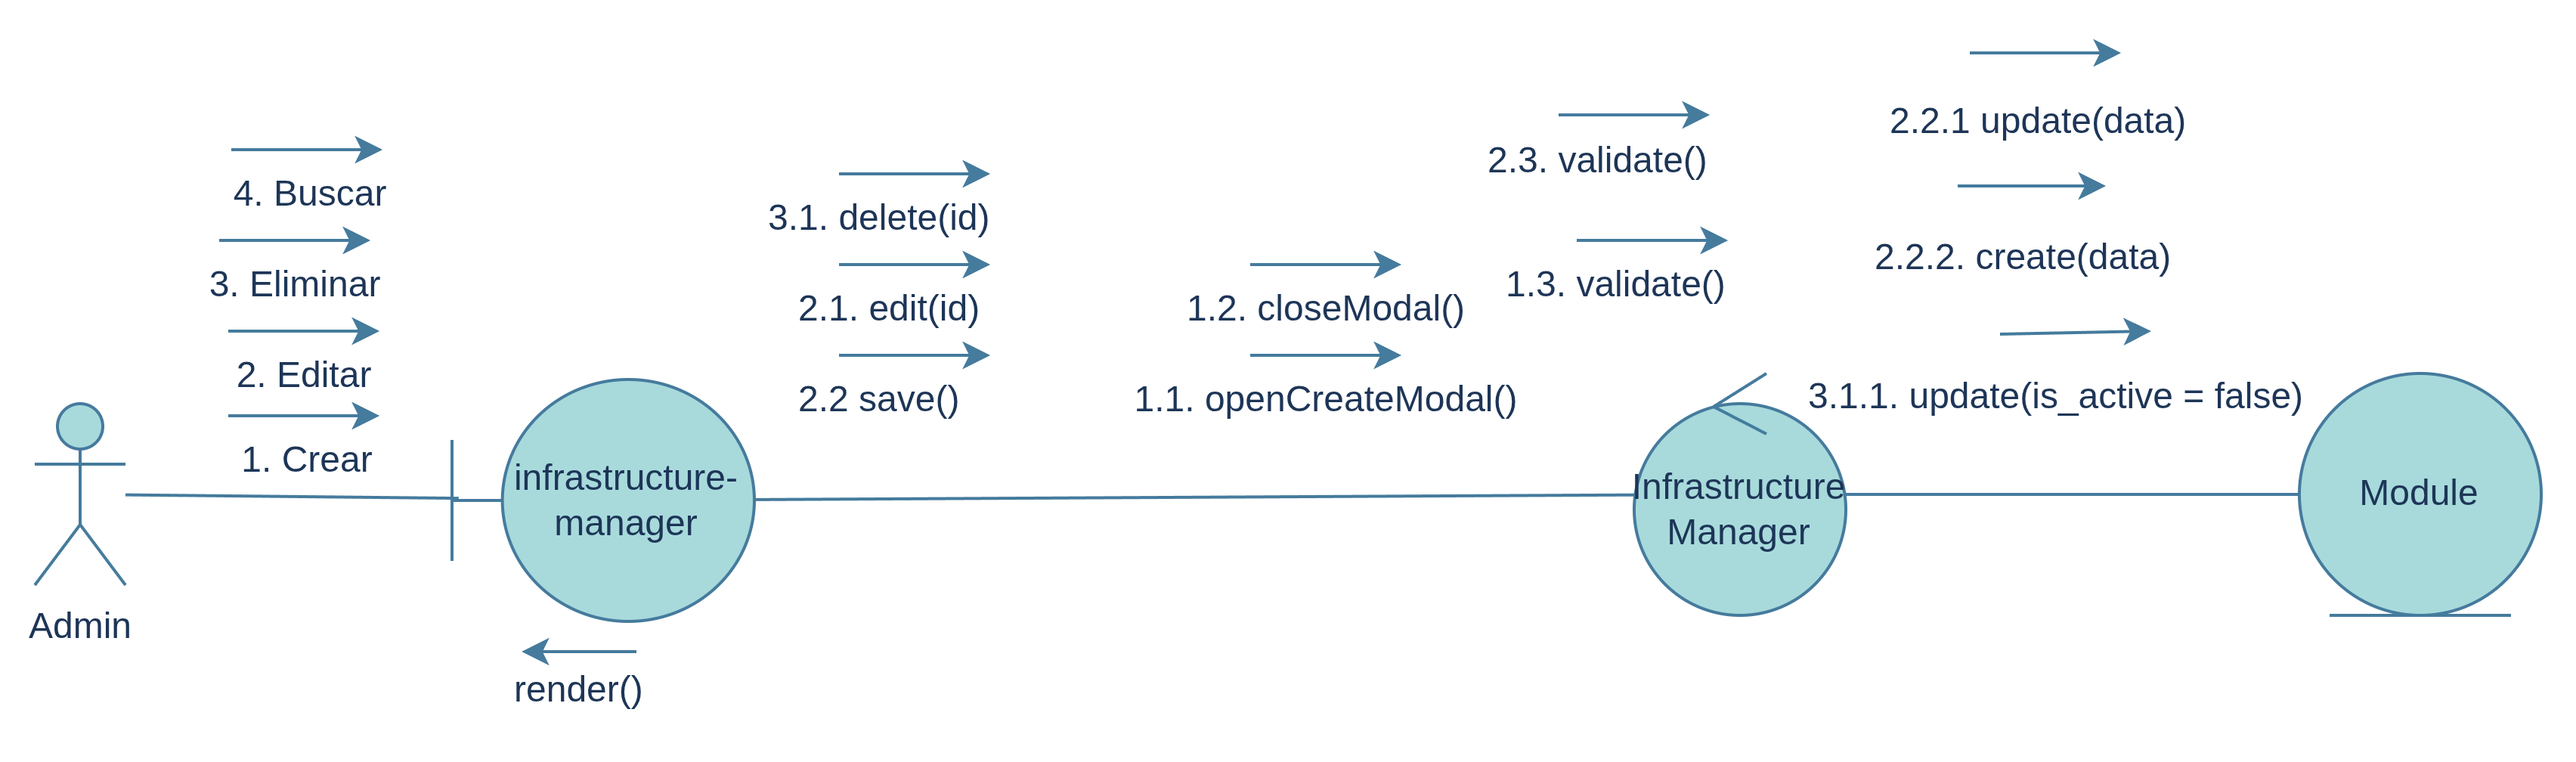 4. Buscar
3. Eliminar
2. Editar
1. Crear
Admin
infrastructure-
manager
render()
3.1. delete(id)
2.1. edit(id)
2.2 save()
1.2. closeModal()
1.1. openCreateModal()
2.3. validate()
1.3. validate()
Infrastructure
Manager
2.2.1 update(data)
2.2.2. create(data)
3.1.1. update(is_active = false)
Module